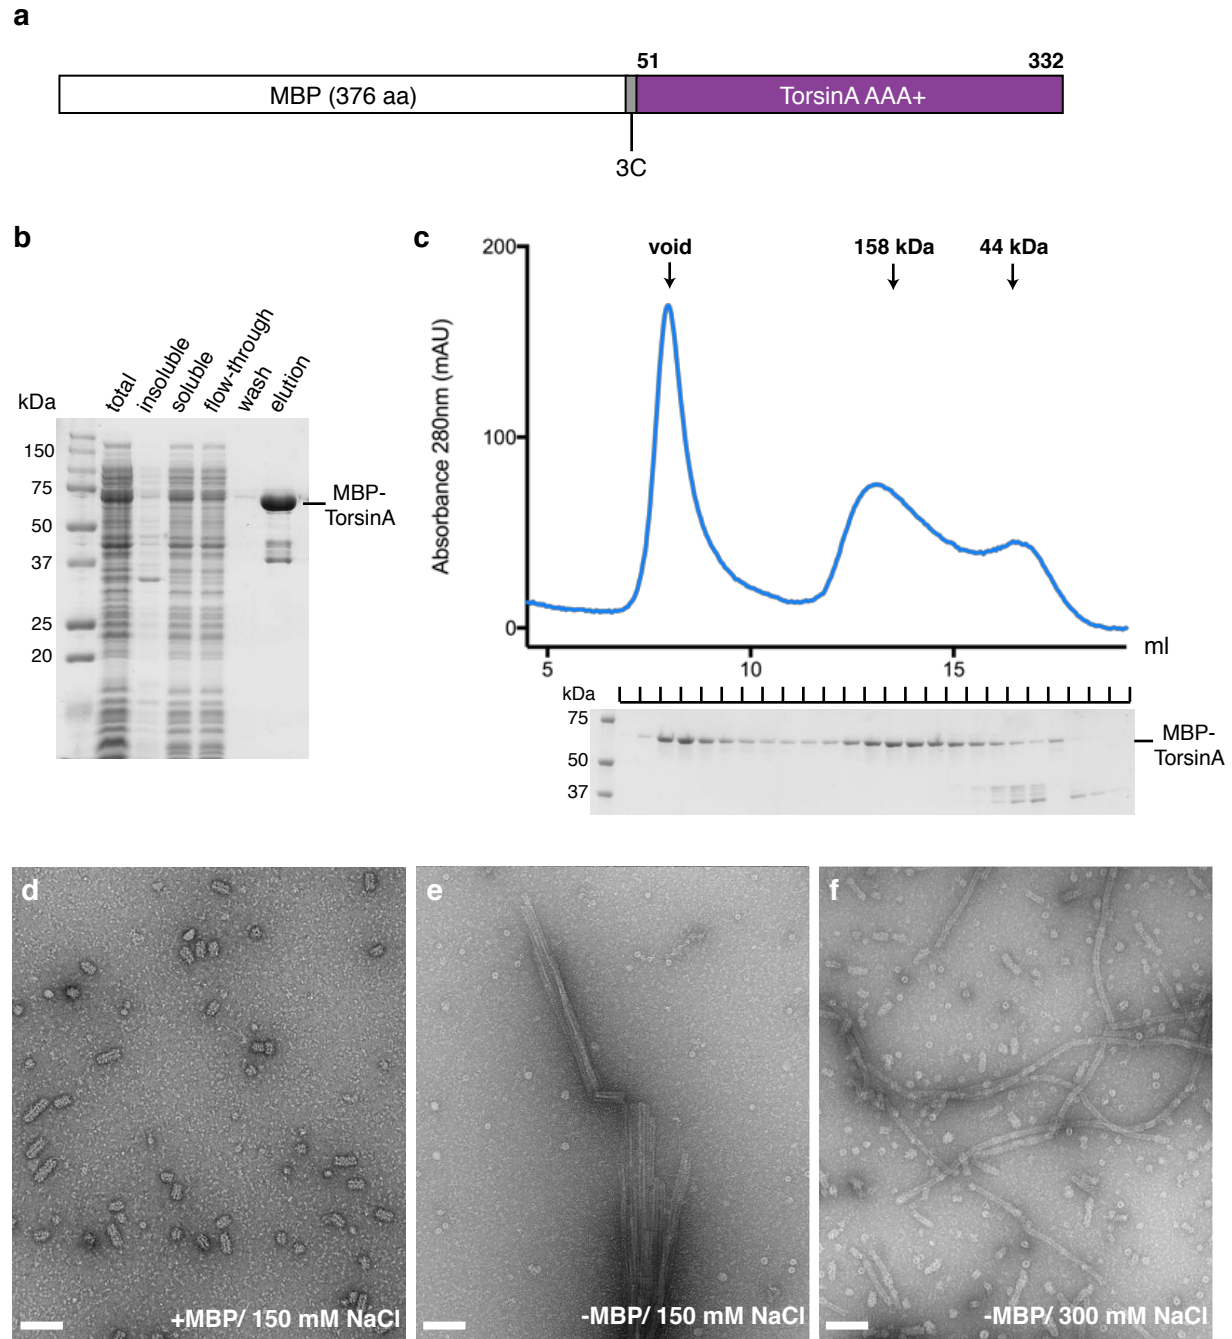 a
51 332
MBP (376 aa) TorsinA AAA+
3C
b
kDa
total
insoluble
soluble
flow-through
wash
elution
150
75
50
37
25
20
MBP-
TorsinA
c
void 158 kDa 44 kDa
Absorbance 280nm (mAU)
200
100
0
5 10 15 ml
kDa
75
50
37
MBP-
TorsinA
d
+MBP/ 150 mM NaCl
e
-MBP/ 150 mM NaCl
f
-MBP/ 300 mM NaCl